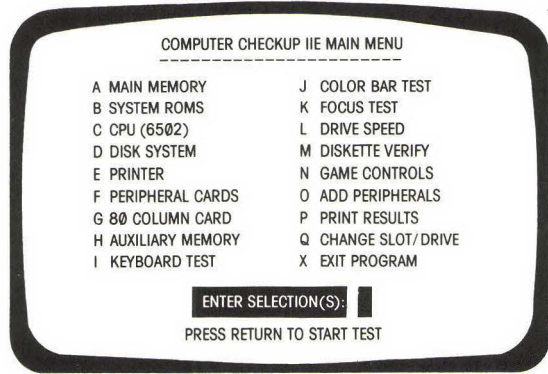 COMPUTER CHECKUP IIE MAIN MENU
A MAIN MEMORY
B SYSTEM ROMS
C CPU (6502)
D DISK SYSTEM
E PRINTER
F PERIPHERAL CARDS
G 80 COLUMN CARD
H AUXILIARY MEMORY
I KEYBOARD TEST
J COLOR BAR TEST
K FOCUS TEST
L DRIVE SPEED
M DISKETTE VERIFY
N GAME CONTROLS
O ADD PERIPHERALS
P PRINT RESULTS
Q CHANGE SLOT/DRIVE
X EXIT PROGRAM
ENTER SELECTION(S):
PRESS RETURN TO START TEST